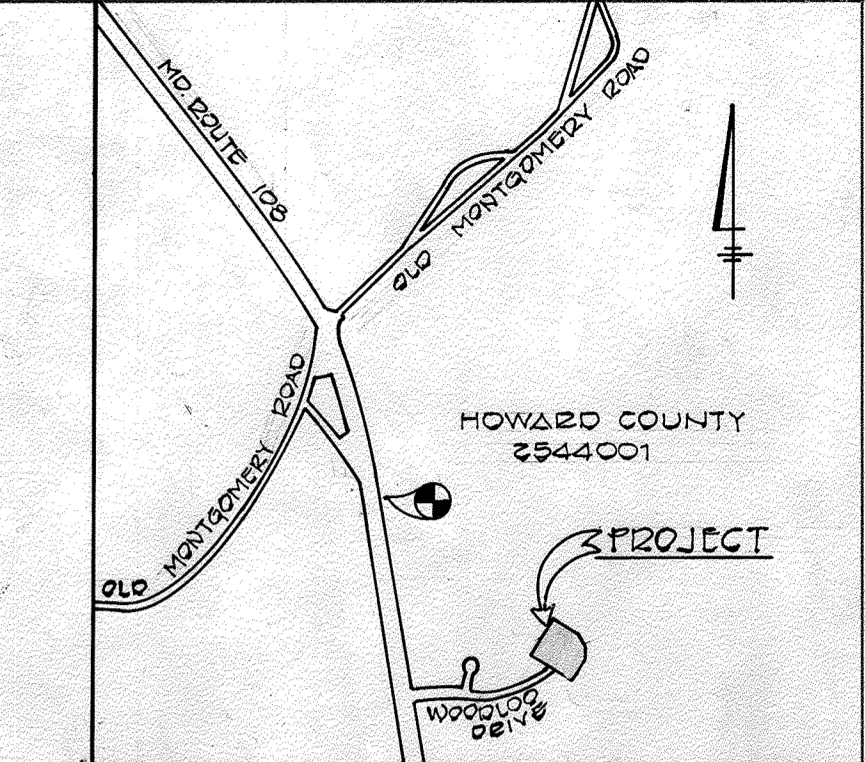 MD. ROUTE 108
OLD MONTGOMERY ROAD
OLD MONTGOMERY ROAD
HOWARD COUNTY
2544001
PROJECT
WOODLOO
DRIVE